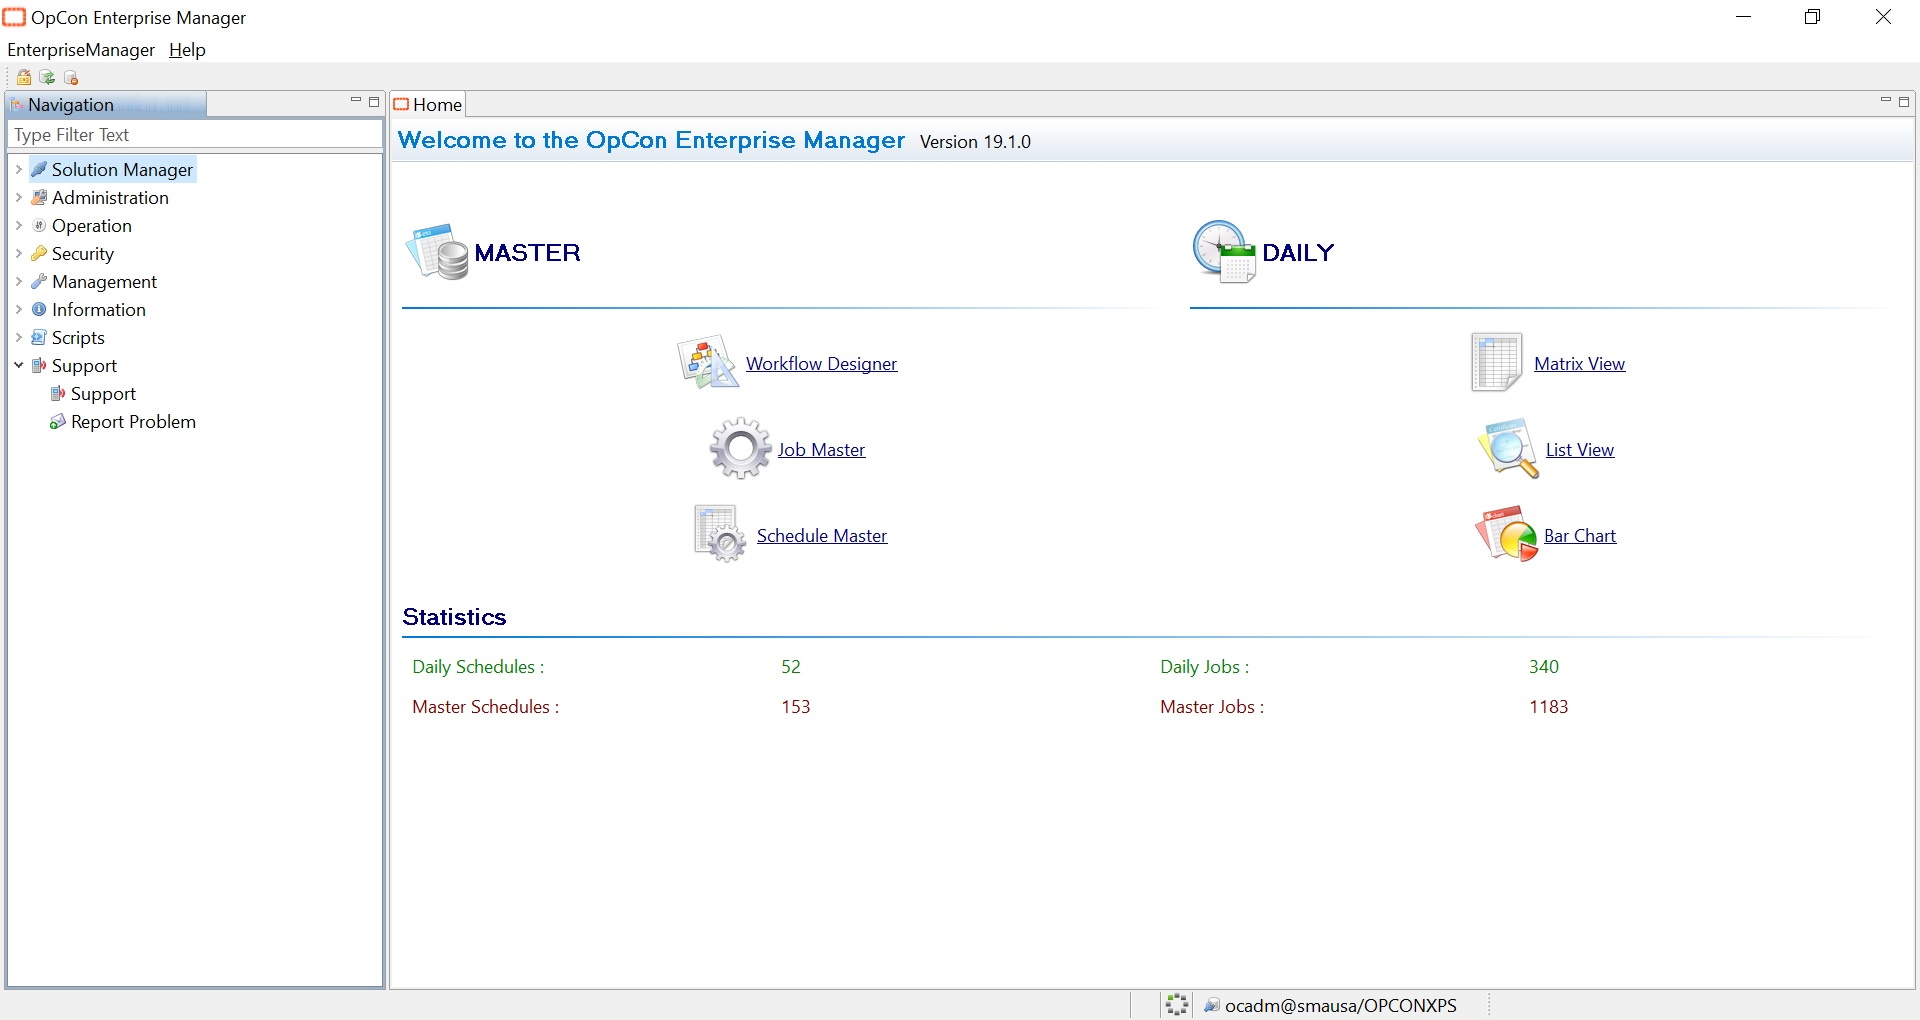 OpCon Enterprise Manager
EnterpriseManager Help
Navigation
Home
Type Filter Text
Welcome to the OpCon Enterprise Manager Version 19.1.0
Solution Manager
Administration
Operation
Security
Management
Information
Scripts
Support
Support
Report Problem
MASTER
DAILY
Workflow Designer
Matrix View
Job Master
List View
Schedule Master
Bar Chart
Statistics
Daily Schedules : 52 Daily Jobs : 340
Master Schedules : 153 Master Jobs : 1183
ocadm@smausa/OPCONXPS